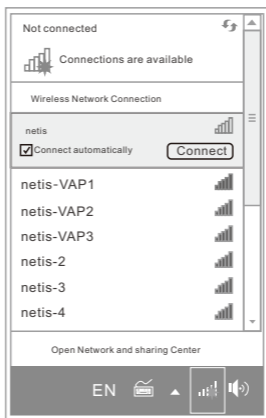 Not connected
Connections are available
Wireless Network Connection
netis
Connect automatically
Connect
netis-VAP1
netis-VAP2
netis-VAP3
netis-2
netis-3
netis-4
Open Network and sharing Center
EN